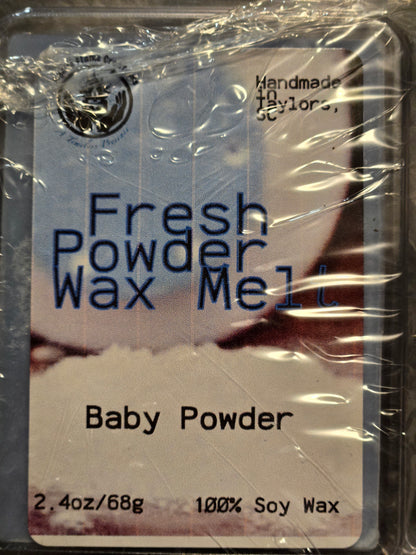 Handmade
in
Taylors,
SC
Fresh
Powder
Wax Melt
Baby Powder
2.4oz/68g 100% Soy Wax